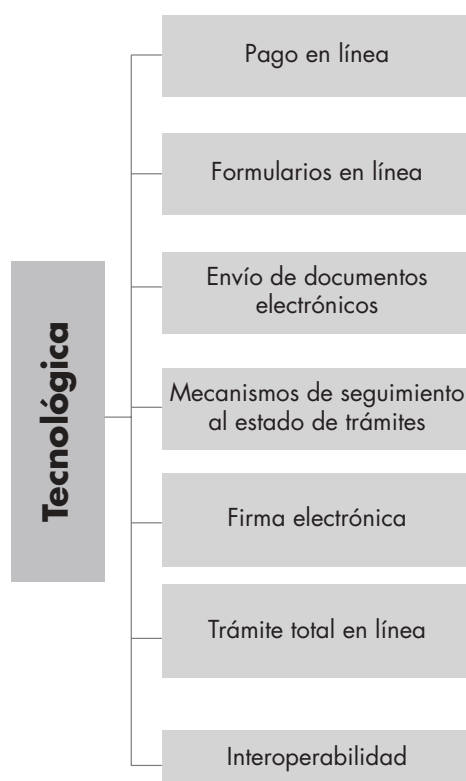 Tecnológica
Pago en línea
Formularios en línea
Envío de documentos
electrónicos
Mecanismos de seguimiento
al estado de trámites
Firma electrónica
Trámite total en línea
Interoperabilidad